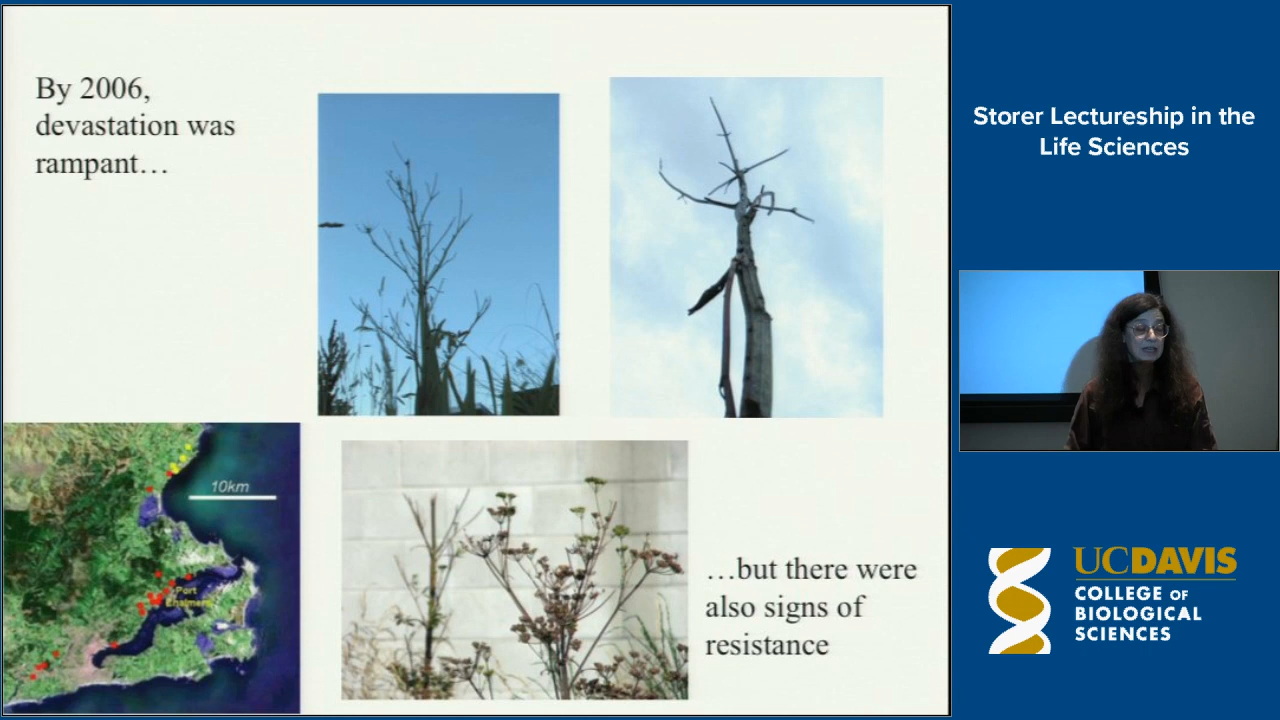 By 2006,
devastation was
rampant…
10km
Port
Chalmers
…but there were
also signs of
resistance
Storer Lectureship in the
Life Sciences
UCDAVIS
COLLEGE OF
BIOLOGICAL
SCIENCES